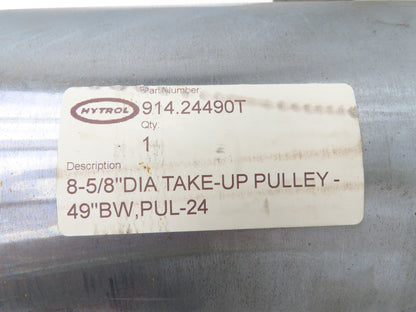 Part Number
HYTROL 914.24490T
Qty.
1
Description
8-5/8"DIA TAKE-UP PULLEY -
49"BW,PUL-24